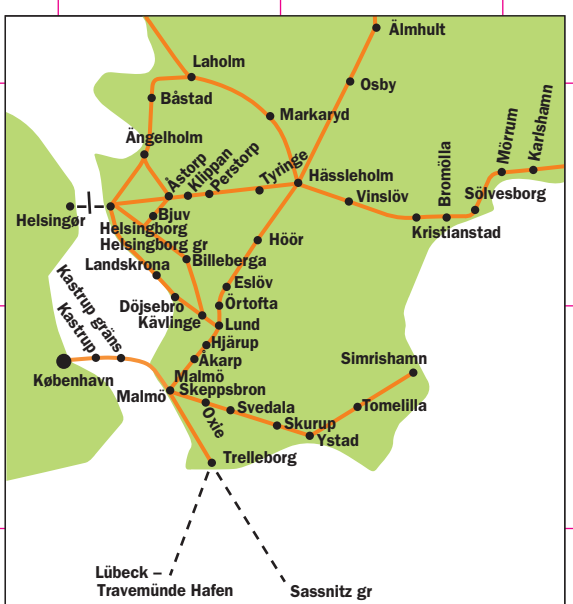 Älmhult
Laholm
Osby
Båstad
Markaryd
Mörrum
Karlshamn
Ängelholm
Åstorp
Klippan
Perstorp
Tyringe
Hässleholm
Bromölla
Vinslöv
Sölvesborg
Helsingør
Bjuv
Helsingborg
Kristianstad
Helsingborg gr
Höör
Landskrona
Billeberga
Kastrup gräns
Kastrup
Eslöv
Döjsebro
Örtofta
Kävlinge
Lund
Hjärup
Åkarp
Simrishamn
København
Malmö
Skeppsbron
Malmö
Oxie
Svedala
Tomelilla
Skurup
Ystad
Trelleborg
Lübeck –
Travemünde Hafen
Sassnitz gr